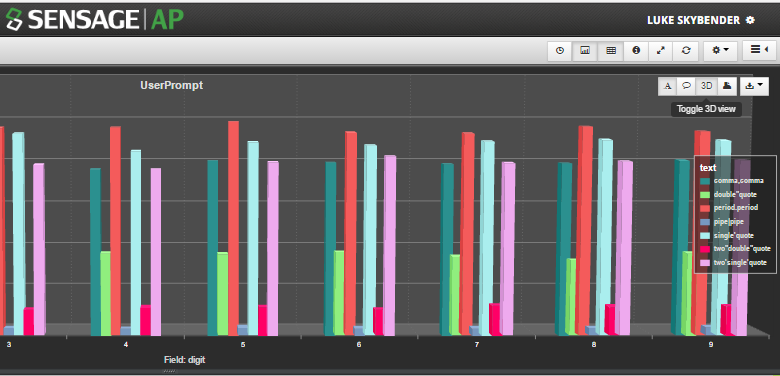 SENSAGE AP
LUKE SKYBENDER
UserPrompt
A 3D
Toggle 3D view
text
comma,comma
double"quote
period.period
pipe|pipe
single'quote
two"double"quote
two'single'quote
3 4 5 6 7 8 9
Field: digit